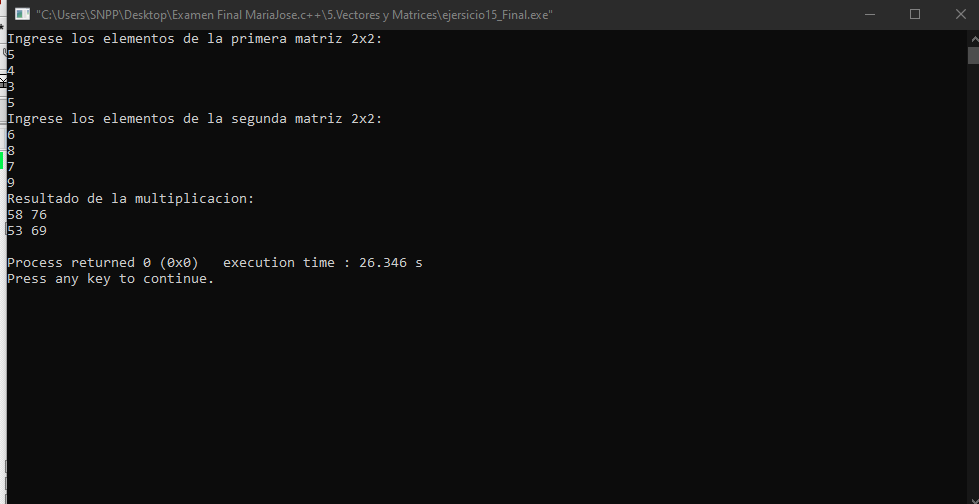 "C:\Users\SNPP\Desktop\Examen Final MariaJose.c++\5.Vectores y Matrices\ejersicio15_Final.exe"
Ingrese los elementos de la primera matriz 2x2:
5
4
3
5
Ingrese los elementos de la segunda matriz 2x2:
6
8
7
9
Resultado de la multiplicacion:
58 76
53 69
Process returned 0 (0x0)   execution time : 26.346 s
Press any key to continue.